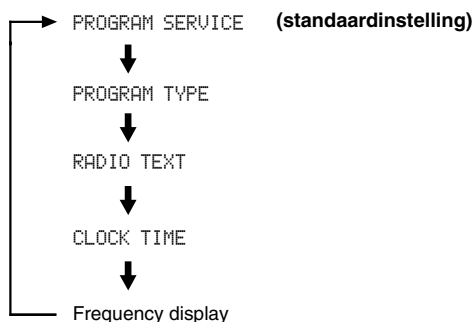 PROGRAM SERVICE (standaardinstelling)
PROGRAM TYPE
RADIO TEXT
CLOCK TIME
Frequency display